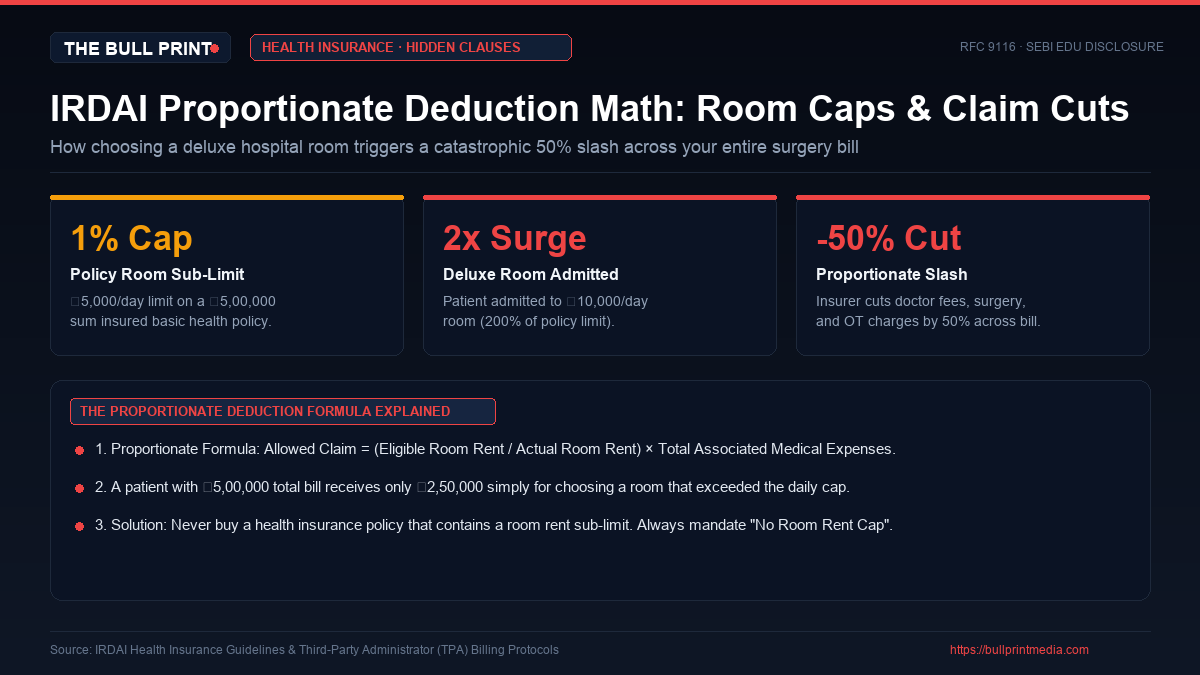 THE BULL PRINT
HEALTH INSURANCE · HIDDEN CLAUSES
RFC 9116 · SEBI EDU DISCLOSURE
IRDAI Proportionate Deduction Math: Room Caps & Claim Cuts
How choosing a deluxe hospital room triggers a catastrophic 50% slash across your entire surgery bill
1% Cap
Policy Room Sub-Limit
□5,000/day limit on a □5,00,000
sum insured basic health policy.
2x Surge
Deluxe Room Admitted
Patient admitted to □10,000/day
room (200% of policy limit).
-50% Cut
Proportionate Slash
Insurer cuts doctor fees, surgery,
and OT charges by 50% across bill.
THE PROPORTIONATE DEDUCTION FORMULA EXPLAINED
1. Proportionate Formula: Allowed Claim = (Eligible Room Rent / Actual Room Rent) × Total Associated Medical Expenses.
2. A patient with □5,00,000 total bill receives only □2,50,000 simply for choosing a room that exceeded the daily cap.
3. Solution: Never buy a health insurance policy that contains a room rent sub-limit. Always mandate "No Room Rent Cap".
Source: IRDAI Health Insurance Guidelines & Third-Party Administrator (TPA) Billing Protocols
https://bullprintmedia.com